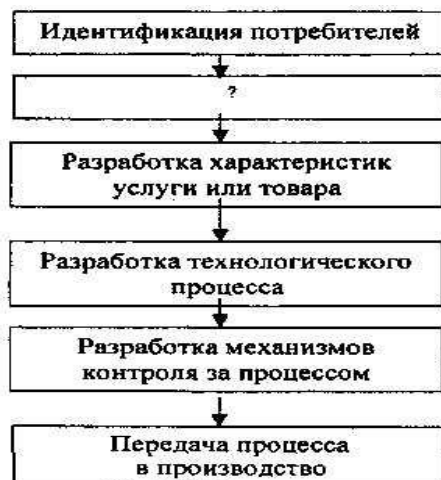 Идентификация потребителей
?
Разработка характеристик
услуги или товара
Разработка технологического
процесса
Разработка механизмов
контроля за процессом
Передача процесса
в производство